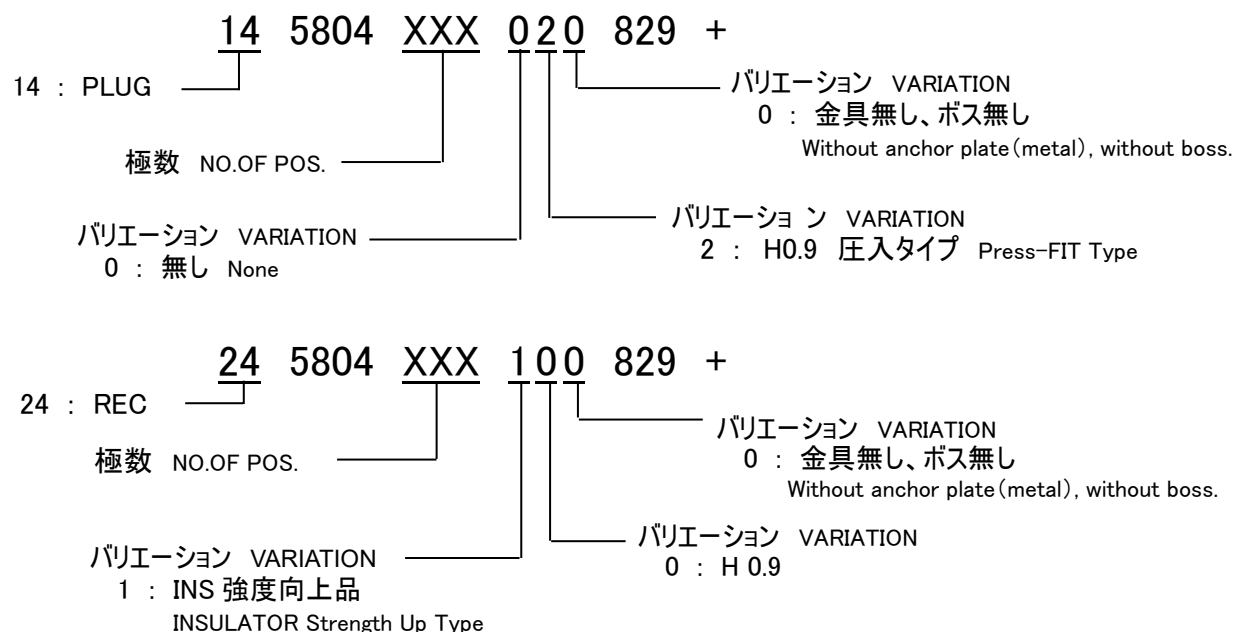 14 5804 XXX 020 829 +
14 : PLUG
バリエーション VARIATION
0 : 金具無し、ボス無し
Without anchor plate(metal), without boss.
極数 NO.OF POS.
バリエーション VARIATION
2 : H0.9 圧入タイプ Press-FIT Type
バリエーション VARIATION
0 : 無し None
24 5804 XXX 100 829 +
24 : REC
バリエーション VARIATION
0 : 金具無し、ボス無し
Without anchor plate(metal), without boss.
極数 NO.OF POS.
バリエーション VARIATION
0 : H 0.9
バリエーション VARIATION
1 : INS 強度向上品
INSULATOR Strength Up Type